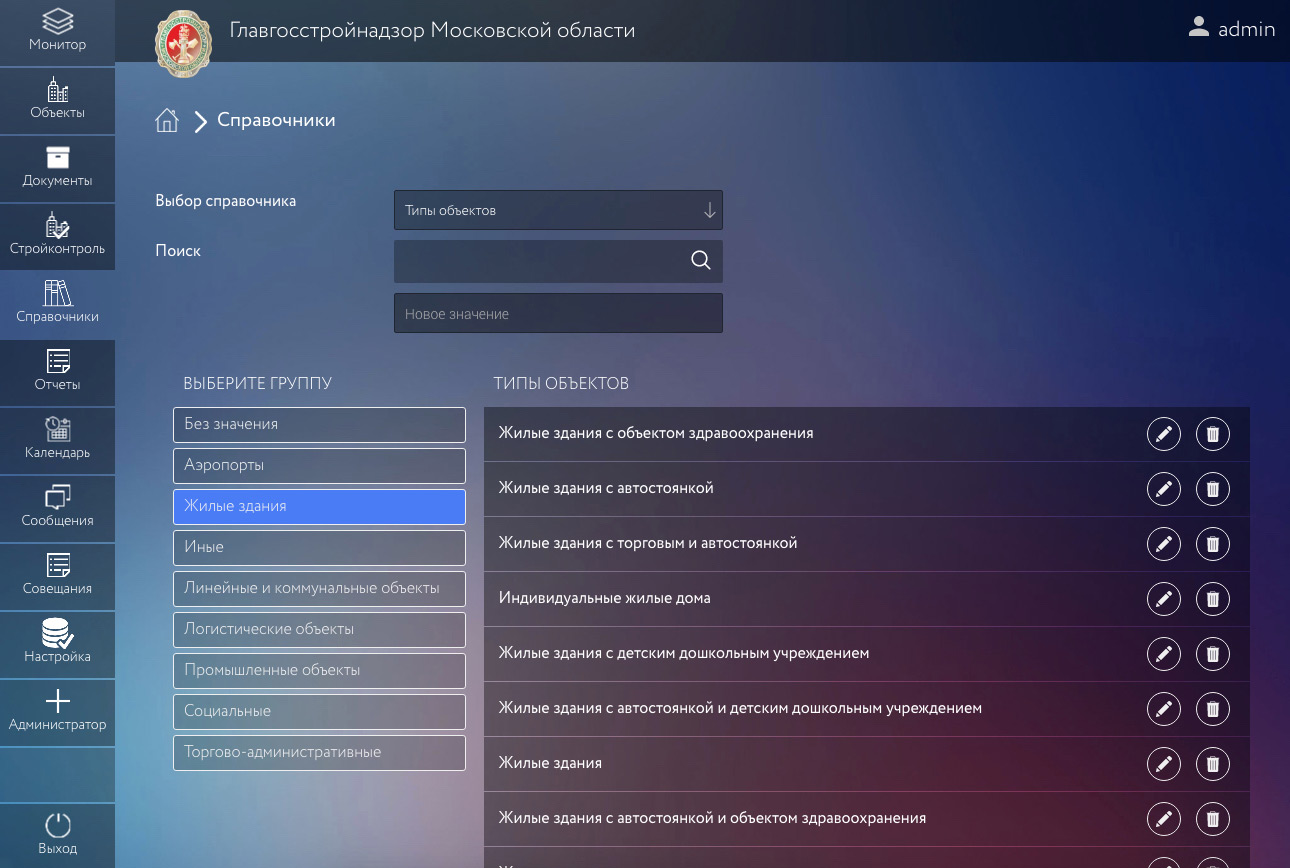 Монитор
Объекты
Документы
Стройконтроль
Справочники
Отчеты
Календарь
Сообщения
Совещания
Настройка
Администратор
Выход
Главгосстройнадзор Московской области
admin
Справочники
Выбор справочника
Типы объектов
Поиск
Новое значение
ВЫБЕРИТЕ ГРУППУ
Без значения
Аэропорты
Жилые здания
Иные
Линейные и коммунальные объекты
Логистические объекты
Промышленные объекты
Социальные
Торгово-административные
ТИПЫ ОБЪЕКТОВ
Жилые здания с объектом здравоохранения
Жилые здания с автостоянкой
Жилые здания с торговым и автостоянкой
Индивидуальные жилые дома
Жилые здания с детским дошкольным учреждением
Жилые здания с автостоянкой и детским дошкольным учреждением
Жилые здания
Жилые здания с автостоянкой и объектом здравоохранения